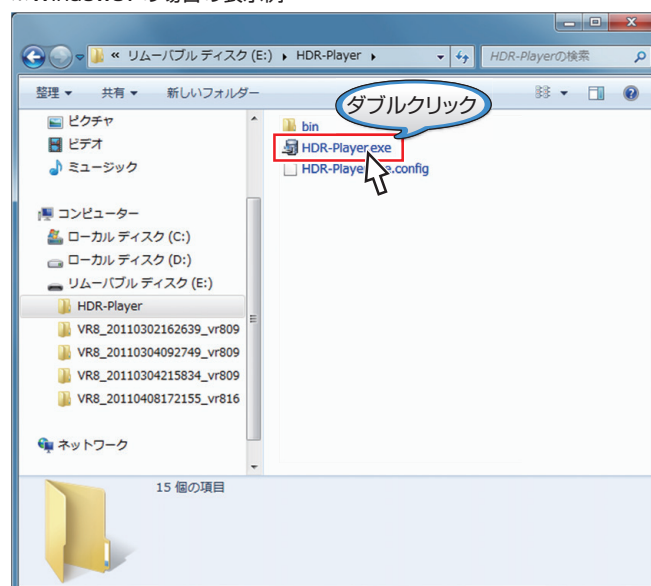 リムーバブル ディスク (E:) HDR-Player
HDR-Playerの検索
整理 共有 新しいフォルダー
ダブルクリック
ピクチャ
ビデオ
ミュージック
コンピューター
ローカル ディスク (C:)
ローカル ディスク (D:)
リムーバブル ディスク (E:)
HDR-Player
VR8_20110302162639_vr809
VR8_20110304092749_vr809
VR8_20110304215834_vr809
VR8_20110408172155_vr816
ネットワーク
bin
HDR-Player.exe
15 個の項目